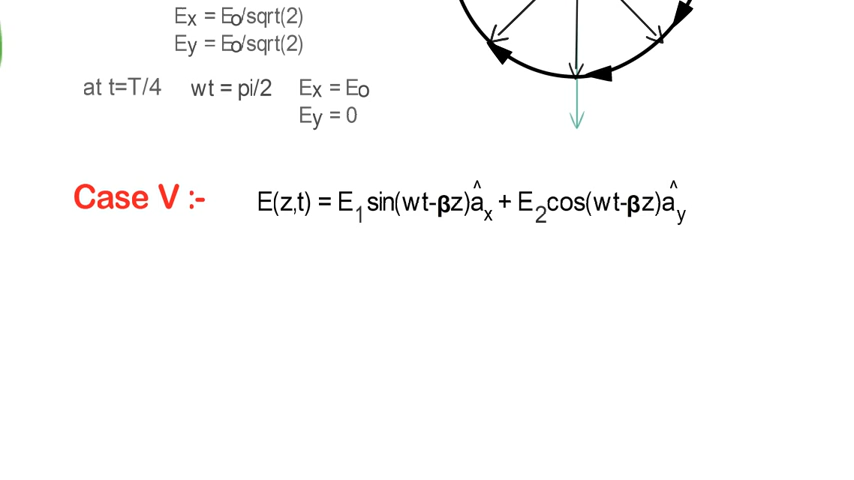 Ex = Eo/sqrt(2)
Ey = Eo/sqrt(2)
at t=T/4 wt = pi/2 Ex = Eo
Ey = 0
Case V :- E(z,t) = E₁ sin(wt-βz)âₓ + E₂cos(wt-βz)â_y